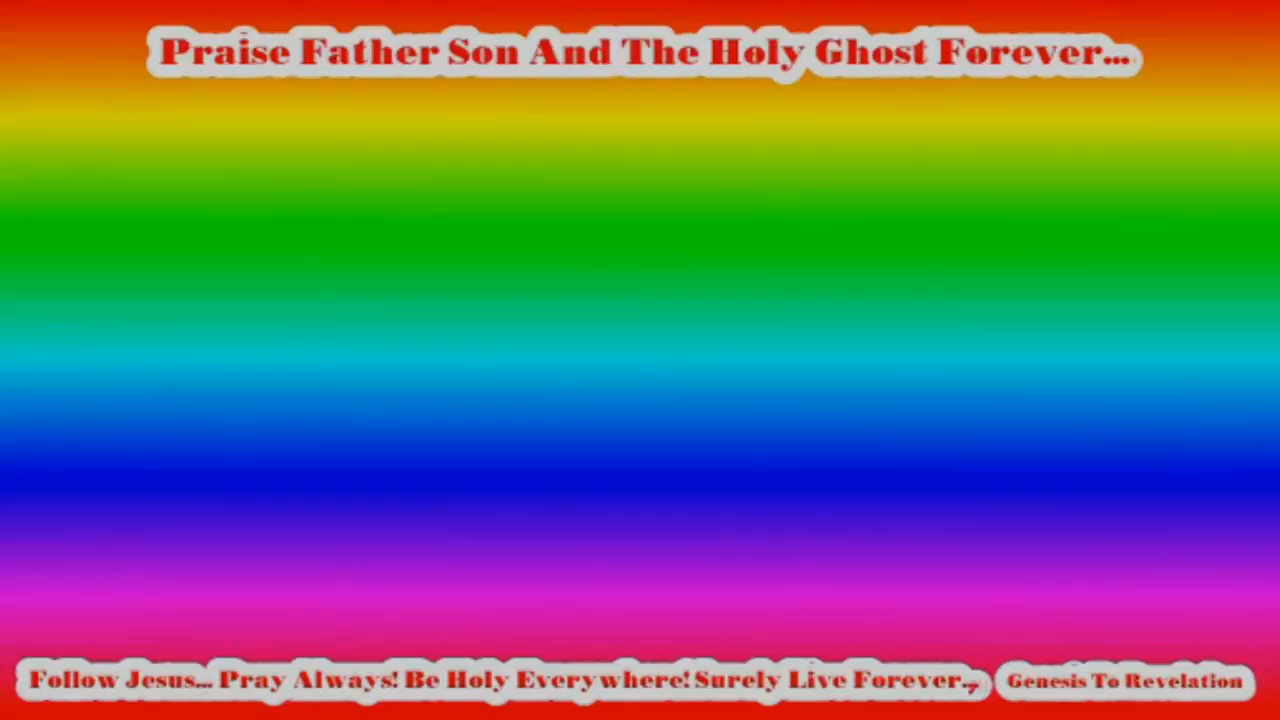 Praise Father Son And The Holy Ghost Forever...
Follow Jesus... Pray Always! Be Holy Everywhere! Surely Live Forever.., Genesis To Revelation